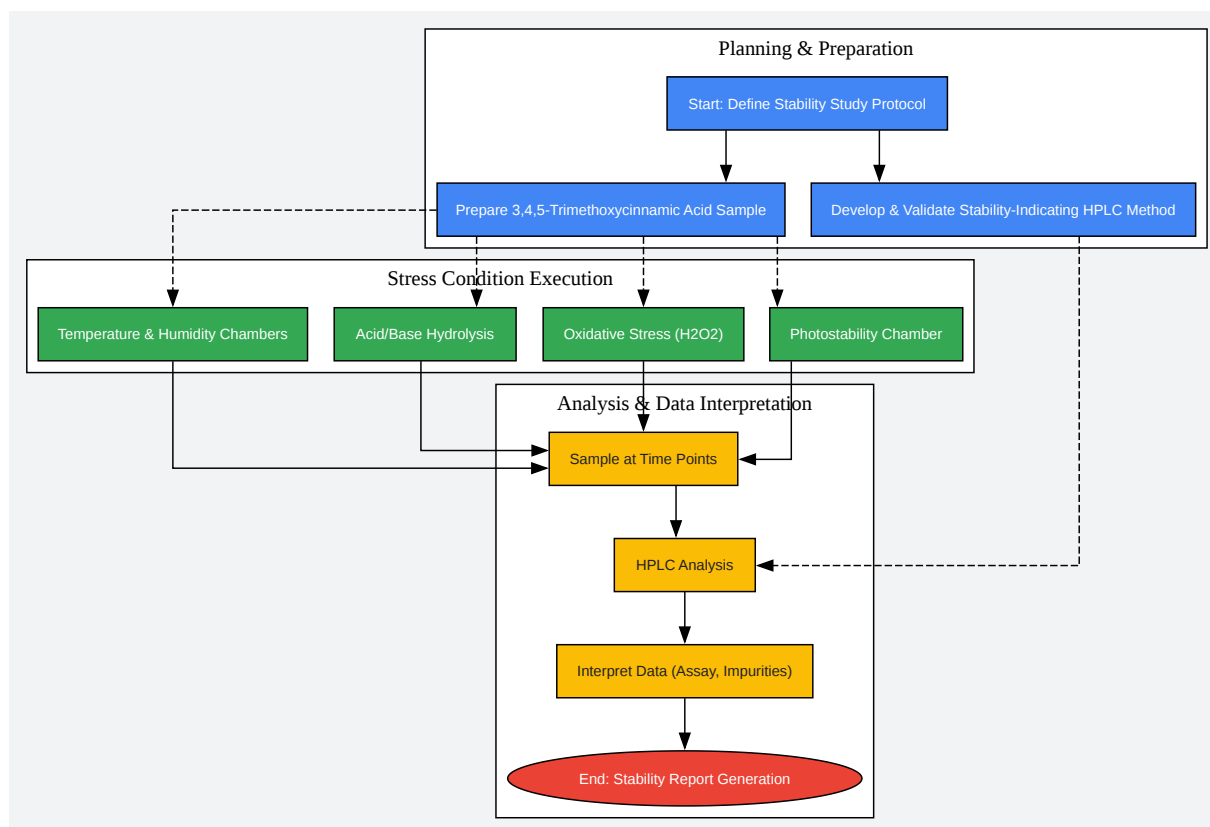 Planning & Preparation
Start: Define Stability Study Protocol
Prepare 3,4,5-Trimethoxycinnamic Acid Sample
Develop & Validate Stability-Indicating HPLC Method
Stress Condition Execution
Temperature & Humidity Chambers
Acid/Base Hydrolysis
Oxidative Stress (H2O2)
Photostability Chamber
Analysis & Data Interpretation
Sample at Time Points
HPLC Analysis
Interpret Data (Assay, Impurities)
End: Stability Report Generation